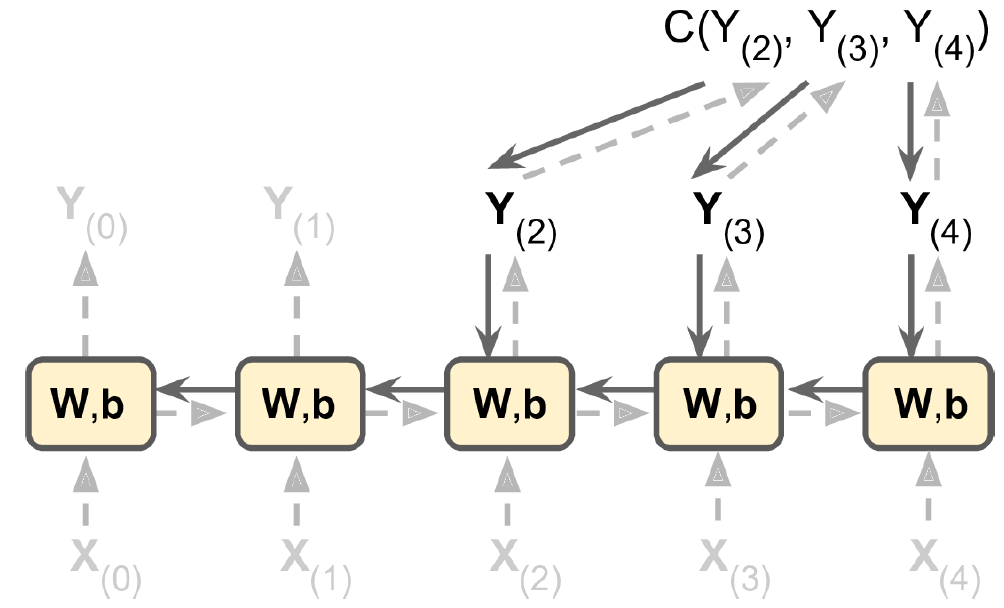 C(Y(2), Y(3), Y(4))
Y(0) Y(1) Y(2) Y(3) Y(4)
W,b W,b W,b W,b W,b
X(0) X(1) X(2) X(3) X(4)